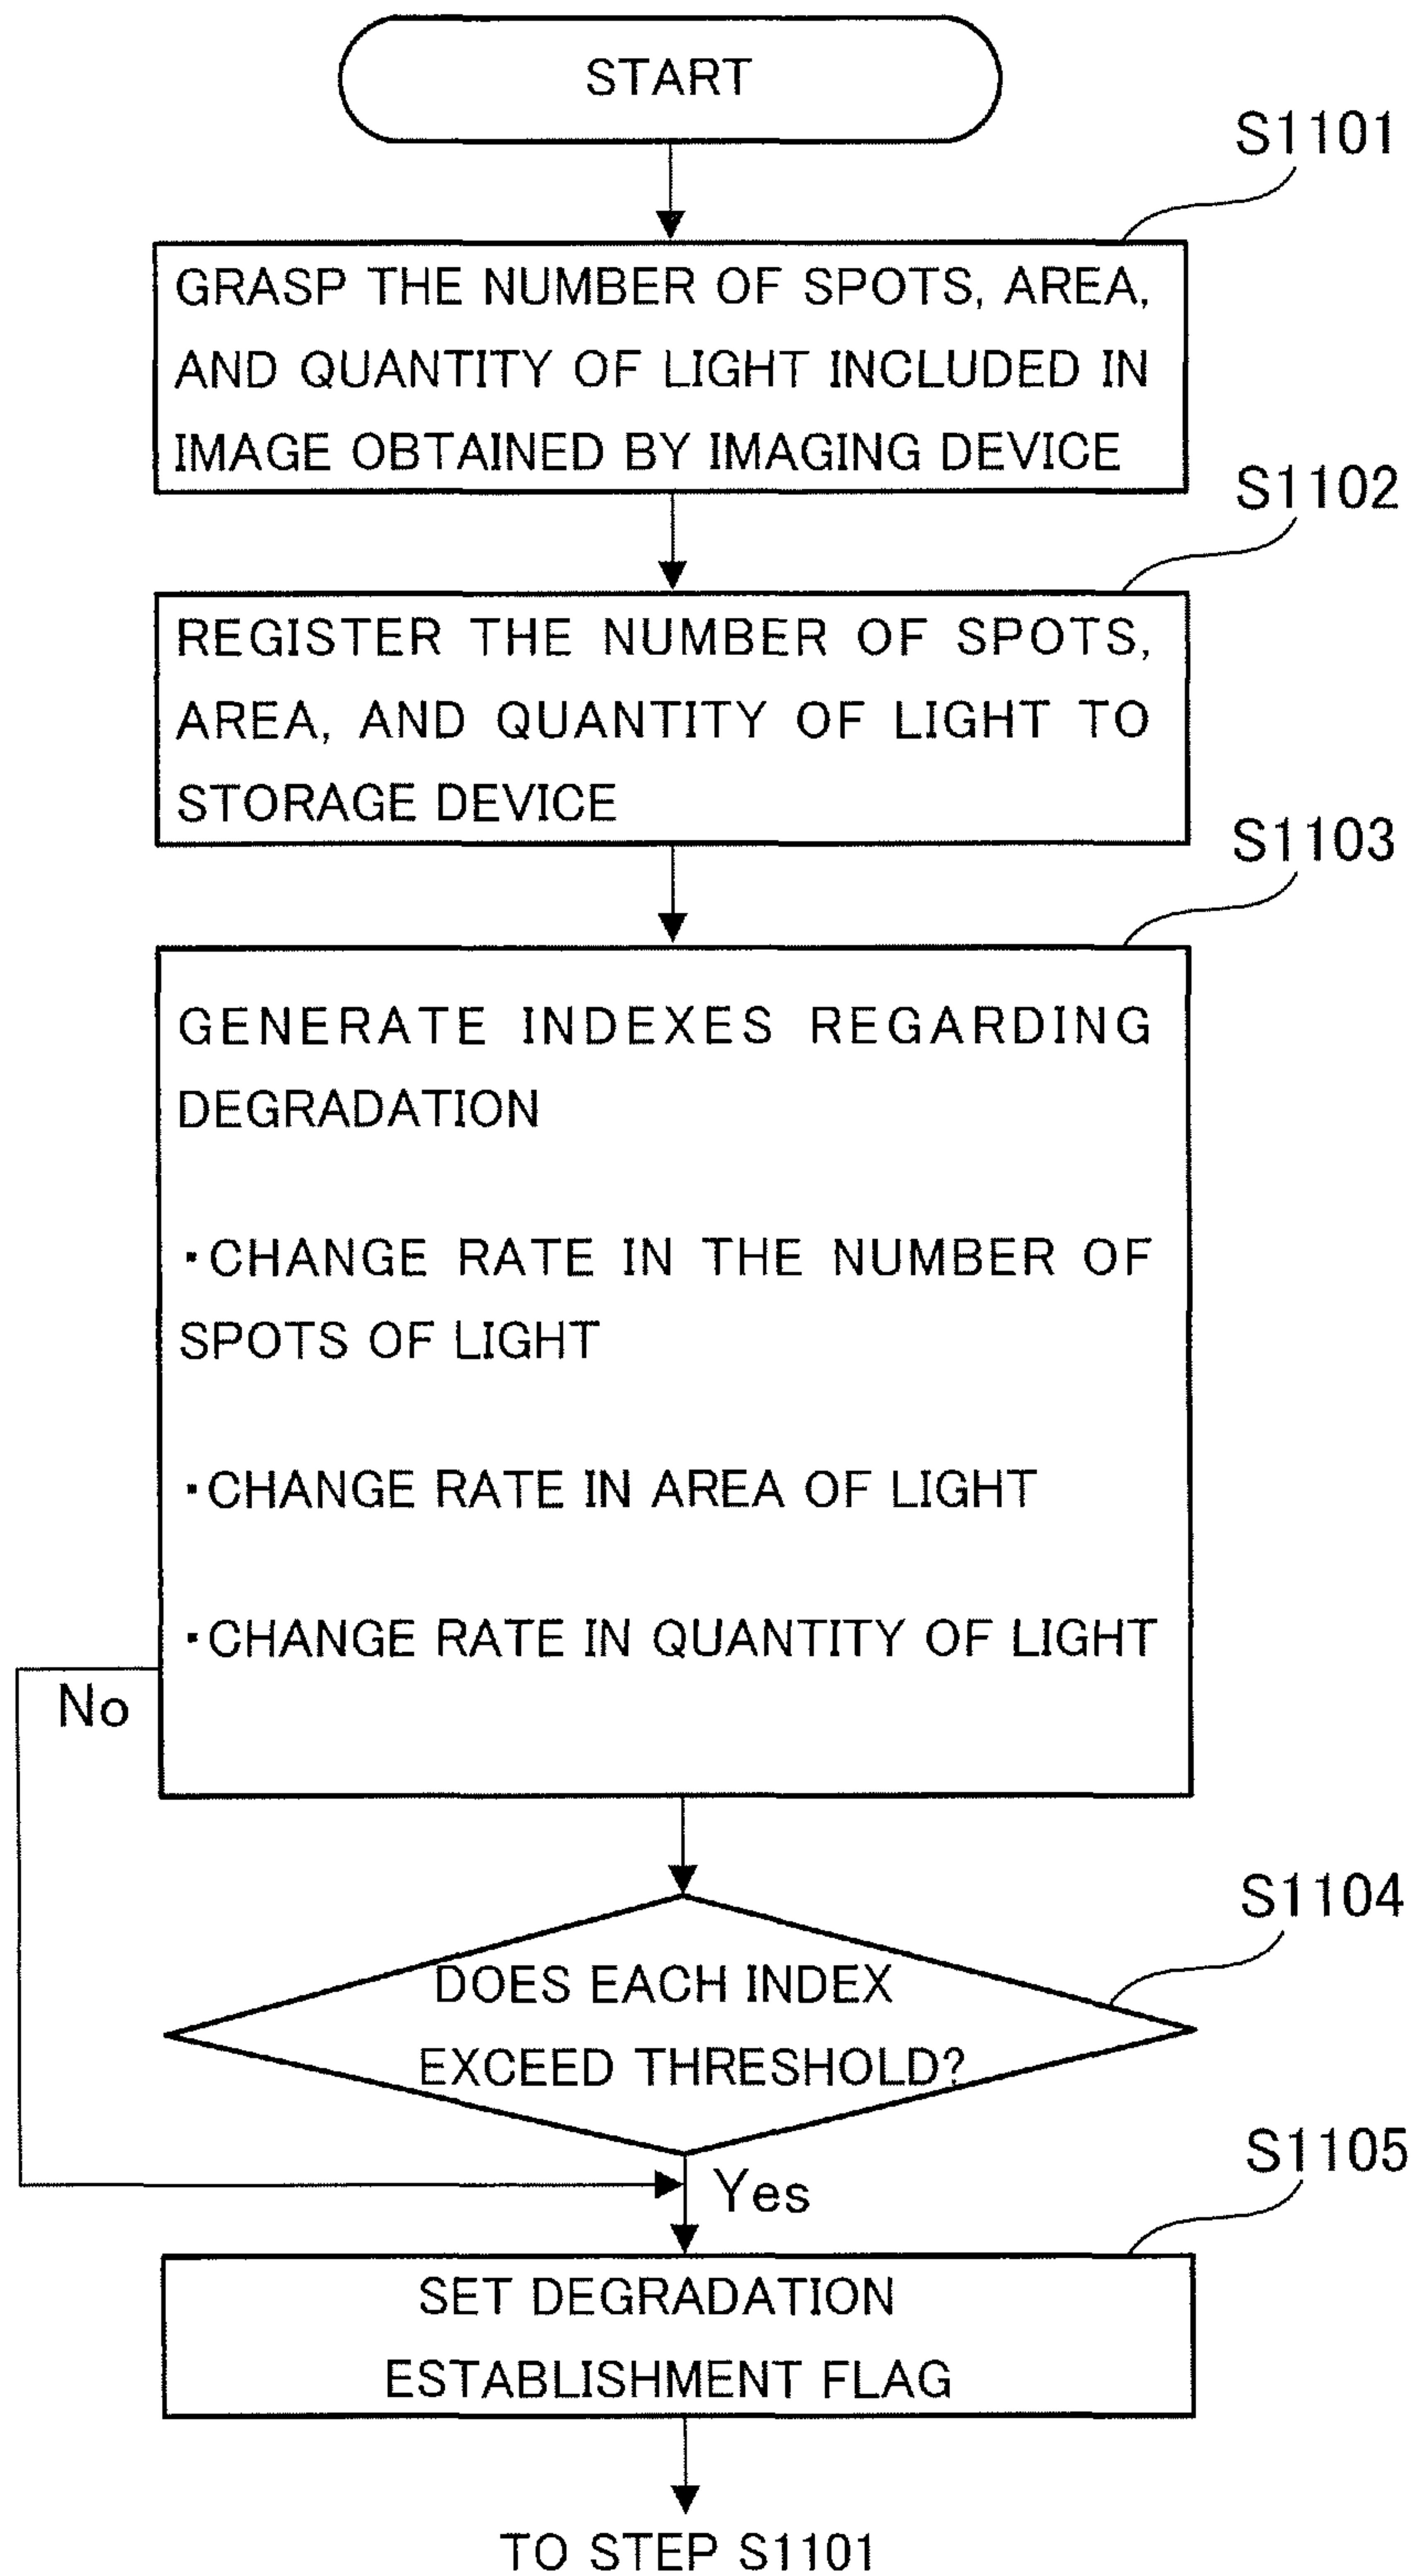 START
S1101
GRASP THE NUMBER OF SPOTS, AREA,
AND QUANTITY OF LIGHT INCLUDED IN
IMAGE OBTAINED BY IMAGING DEVICE
S1102
REGISTER THE NUMBER OF SPOTS,
AREA, AND QUANTITY OF LIGHT TO
STORAGE DEVICE
S1103
GENERATE INDEXES REGARDING
DEGRADATION
・CHANGE RATE IN THE NUMBER OF
SPOTS OF LIGHT
・CHANGE RATE IN AREA OF LIGHT
・CHANGE RATE IN QUANTITY OF LIGHT
No
S1104
DOES EACH INDEX
EXCEED THRESHOLD?
S1105
Yes
SET DEGRADATION
ESTABLISHMENT FLAG
TO STEP S1101